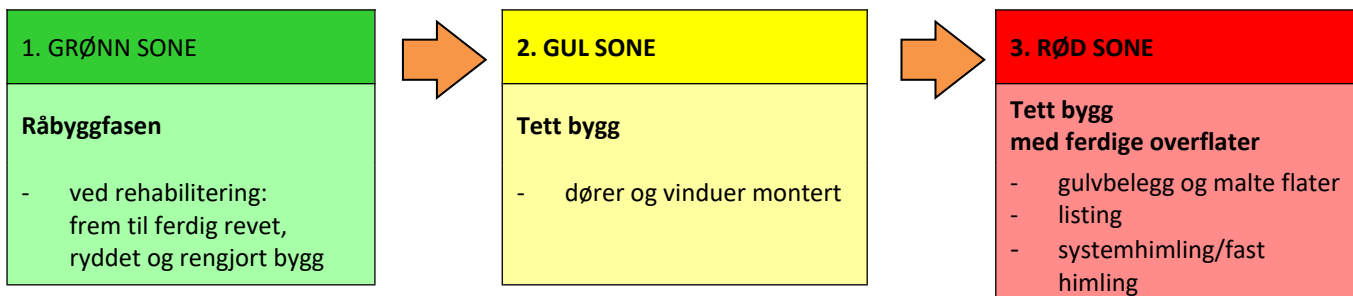 1. GRØNN SONE
Råbyggfasen
- ved rehabilitering:
frem til ferdig revet,
ryddet og rengjort bygg
2. GUL SONE
Tett bygg
- dører og vinduer montert
3. RØD SONE
Tett bygg
med ferdige overflater
- gulvbelegg og malte flater
- listing
- systemhimling/fast
himling